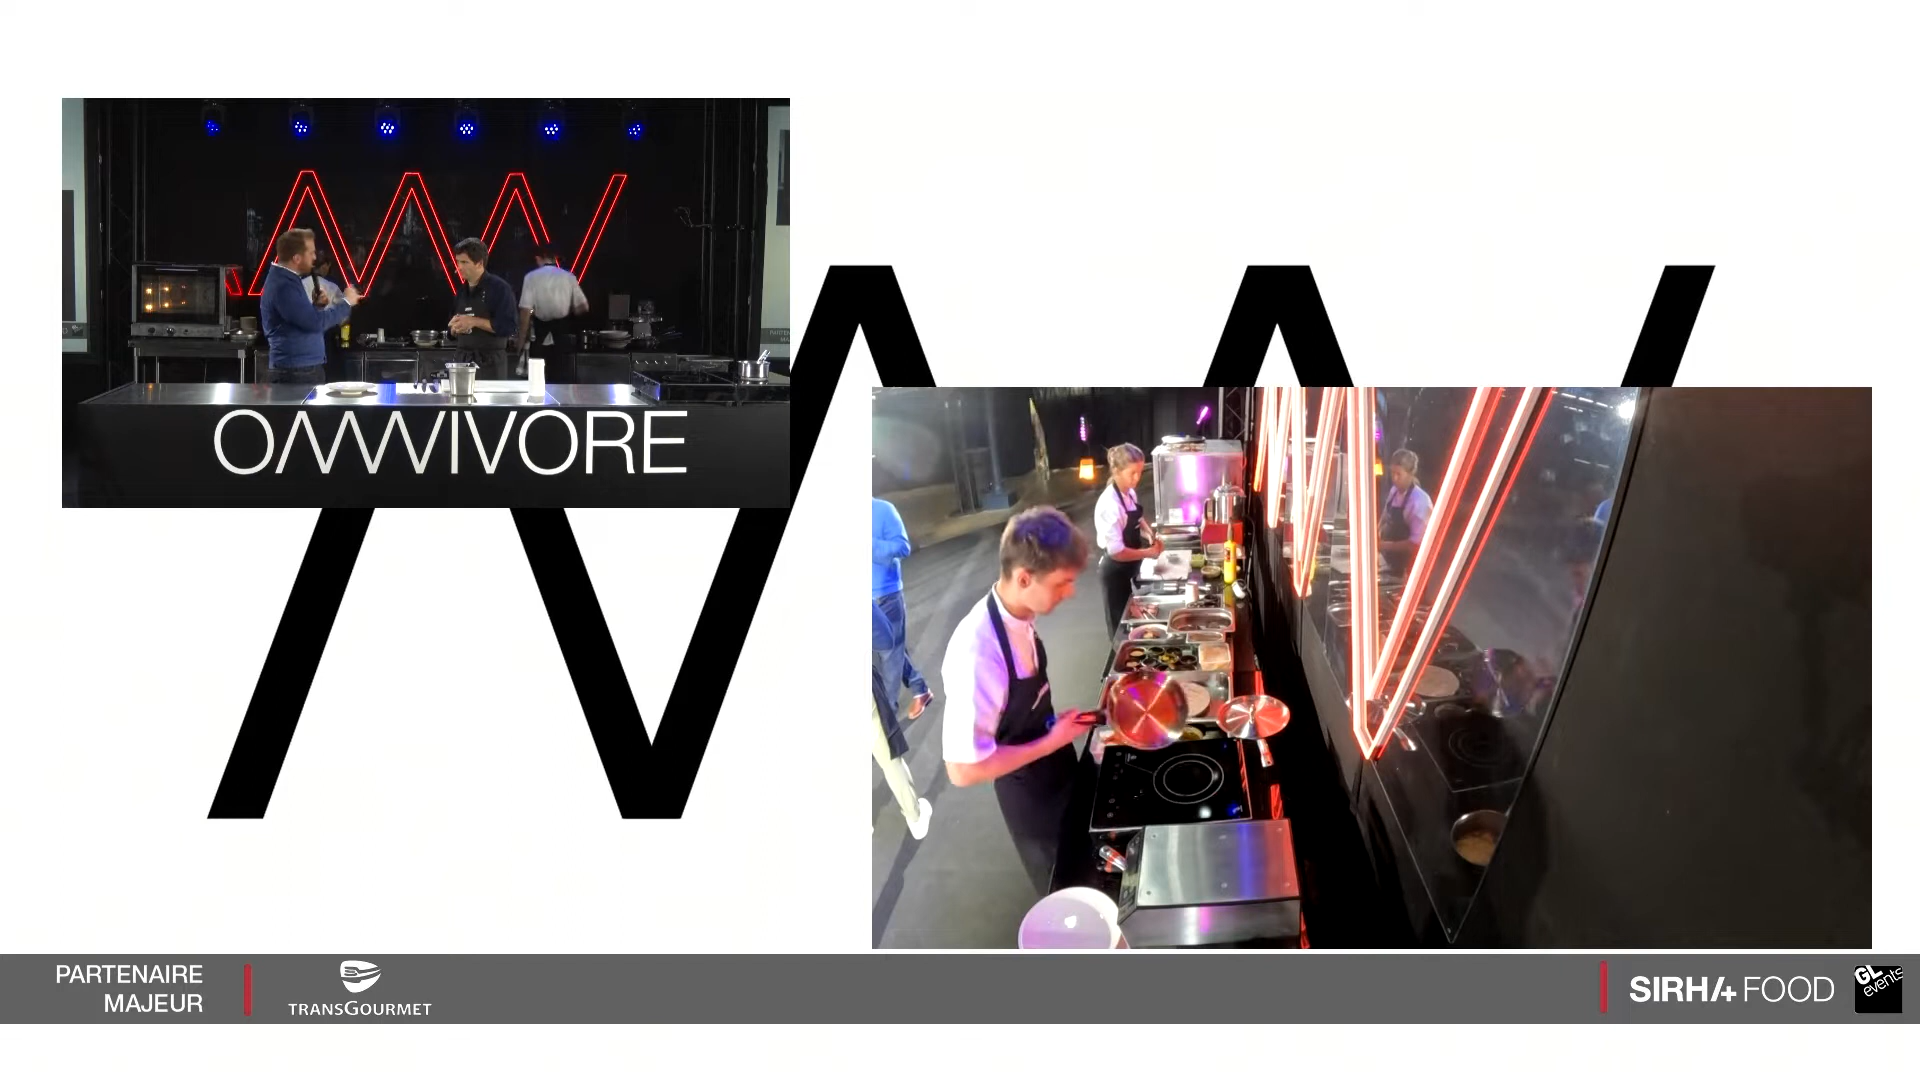 OMNIVORE
PARTENAIRE
MAJEUR
TRANSGOURMET
SIRHA FOOD
GL
events